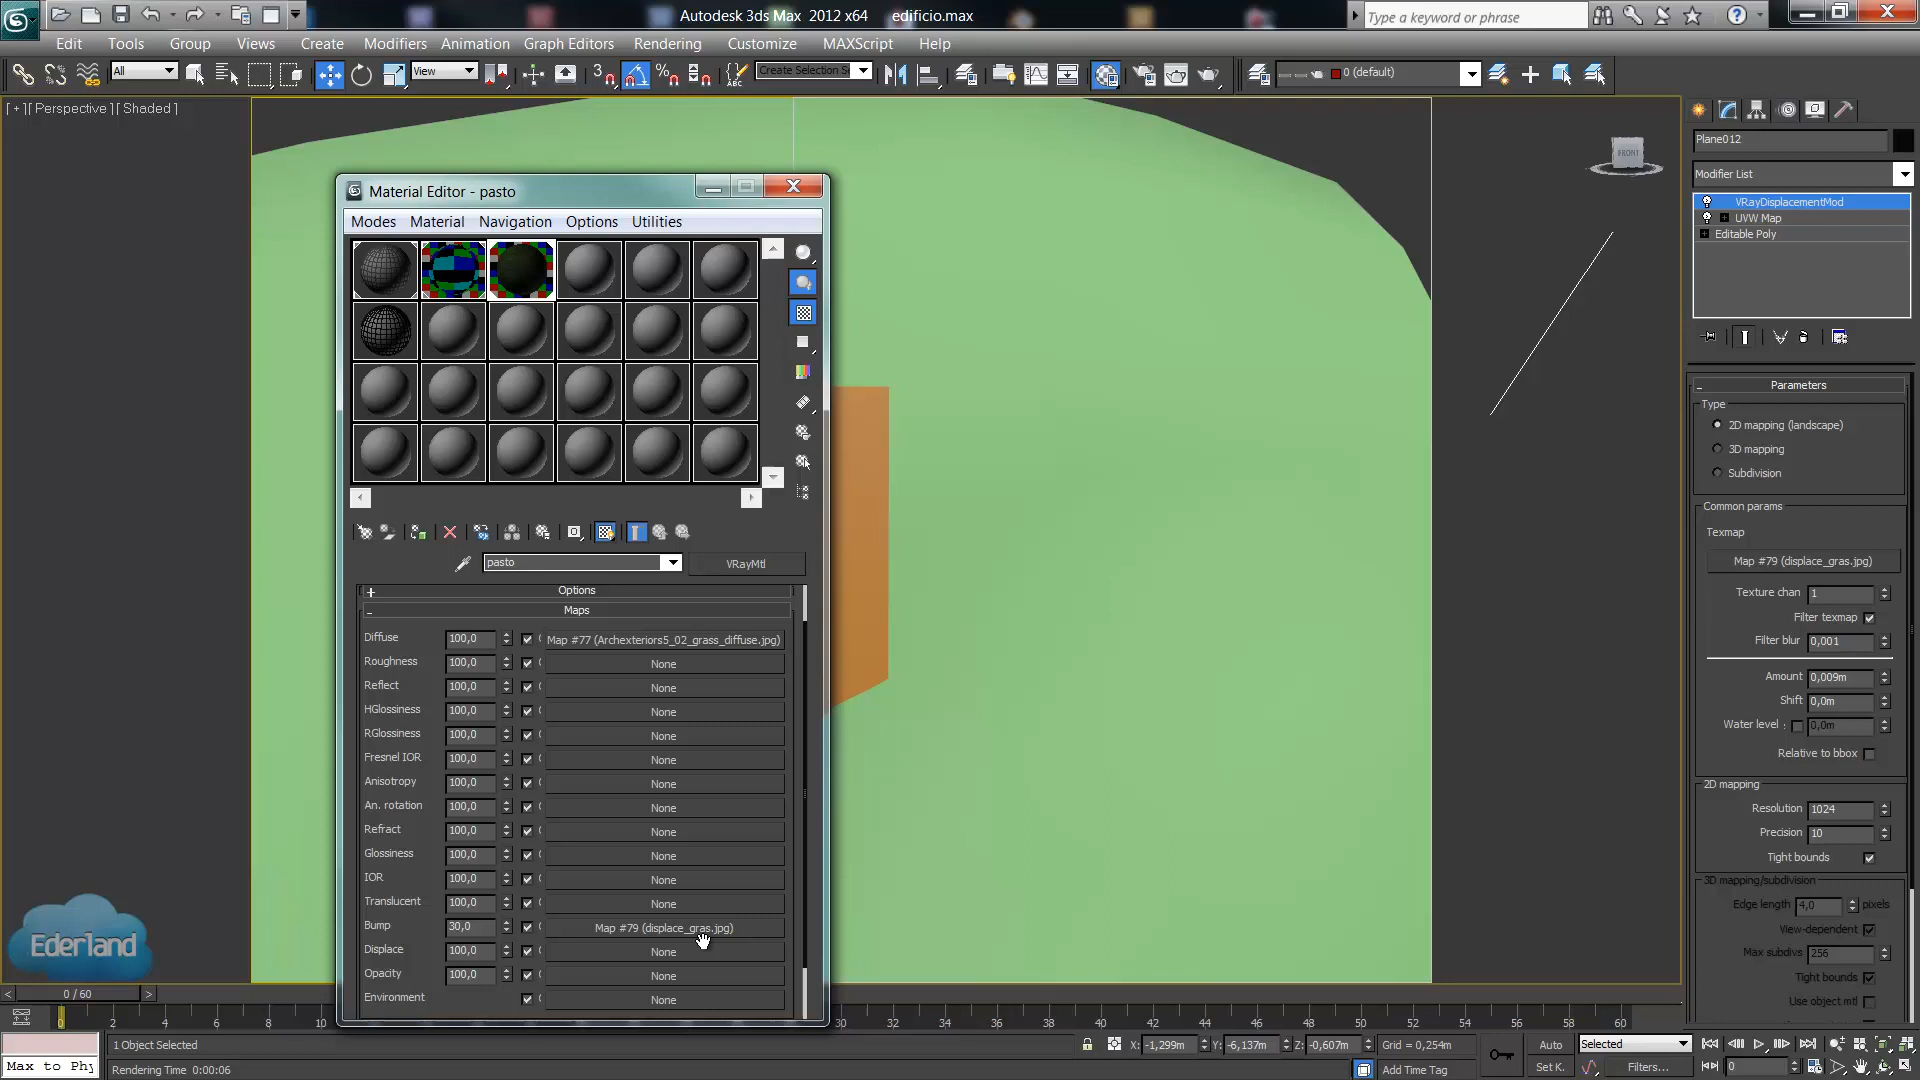 Autodesk 3ds Max 2012 x64 edificio.max
Type a keyword or phrase
Edit Tools Group Views Create Modifiers Animation Graph Editors Rendering Customize MAXScript Help
All View Create Selection Se 0 (default)
[ + ][ Perspective ][ Shaded ]
FRONT
Plane012
Modifier List
VRayDisplacementMod
UVW Map
Editable Poly
Material Editor - pasto
Modes Material Navigation Options Utilities
pasto VRayMtl
Options
Maps
Diffuse 100,0 Map #77 (Archexteriors5_02_grass_diffuse.jpg)
Roughness 100,0 None
Reflect 100,0 None
HGlossiness 100,0 None
RGlossiness 100,0 None
Fresnel IOR 100,0 None
Anisotropy 100,0 None
An. rotation 100,0 None
Refract 100,0 None
Glossiness 100,0 None
IOR 100,0 None
Translucent 100,0 None
Bump 30,0 Map #79 (displace_gras.jpg)
Displace 100,0 None
Opacity 100,0 None
Environment None
Parameters
Type
2D mapping (landscape)
3D mapping
Subdivision
Common params
Texmap
Map #79 (displace_gras.jpg)
Texture chan 1
Filter texmap
Filter blur 0,001
Amount 0,009m
Shift 0,0m
Water level : 0,0m
Relative to bbox
2D mapping
Resolution 1024
Precision 10
Tight bounds
3D mapping/subdivision
Edge length 4,0 pixels
View-dependent
Max subdivs 256
Tight bounds
Use object mtl
Ederland
0 / 60
0 2 4 6 8 10 30 32 34 36 38 40 42 44 46 48 50 52 54 56 58 60
1 Object Selected X: -1,299m Y: -6,137m Z: -0,607m Grid = 0,254m Auto Selected
Max to Phy Rendering Time 0:00:06 Add Time Tag Set K. Filters... 0